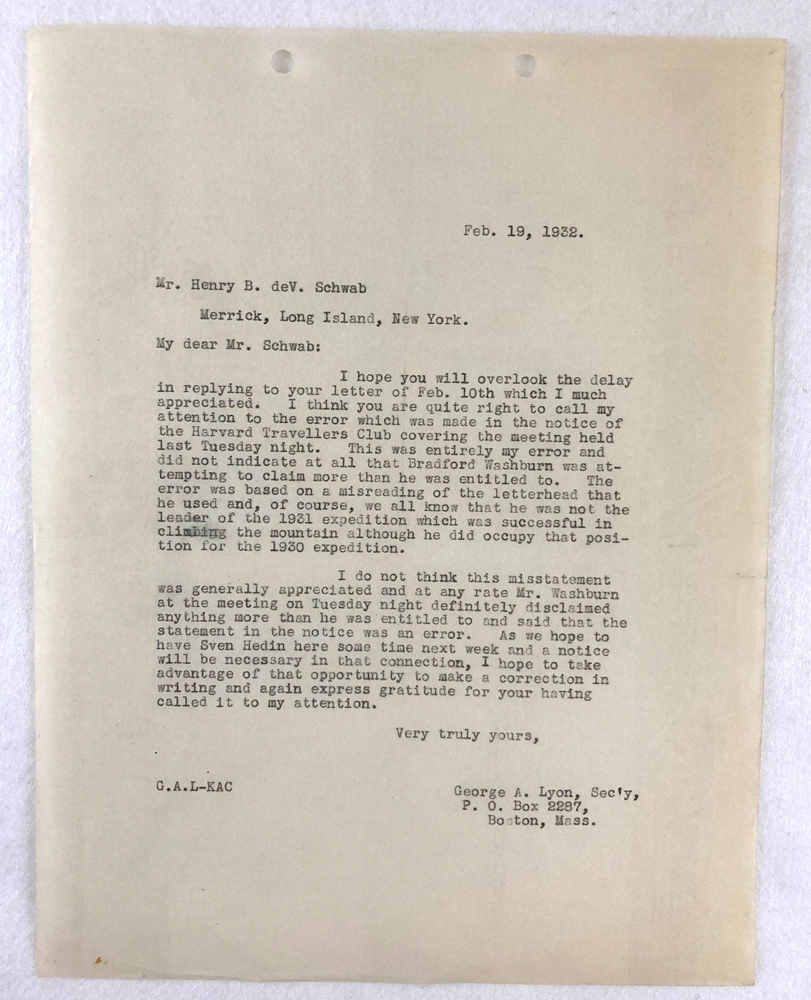 Feb. 19, 1932.
Mr. Henry B. deV. Schwab
Merrick, Long Island, New York.
My dear Mr. Schwab:
I hope you will overlook the delay
in replying to your letter of Feb. 10th which I much
appreciated. I think you are quite right to call my
attention to the error which was made in the notice of
the Harvard Travellers Club covering the meeting held
last Tuesday night. This was entirely my error and
did not indicate at all that Bradford Washburn was at-
tempting to claim more than he was entitled to. The
error was based on a misreading of the letterhead that
he used and, of course, we all know that he was not the
leader of the 1931 expedition which was successful in
climbing the mountain although he did occupy that posi-
tion for the 1930 expedition.
I do not think this misstatement
was generally appreciated and at any rate Mr. Washburn
at the meeting on Tuesday night definitely disclaimed
anything more than he was entitled to and said that the
statement in the notice was an error. As we hope to
have Sven Hedin here some time next week and a notice
will be necessary in that connection, I hope to take
advantage of that opportunity to make a correction in
writing and again express gratitude for your having
called it to my attention.
Very truly yours,
G.A.L-KAC
George A. Lyon, Sec'y,
P. O. Box 2287,
Boston, Mass.